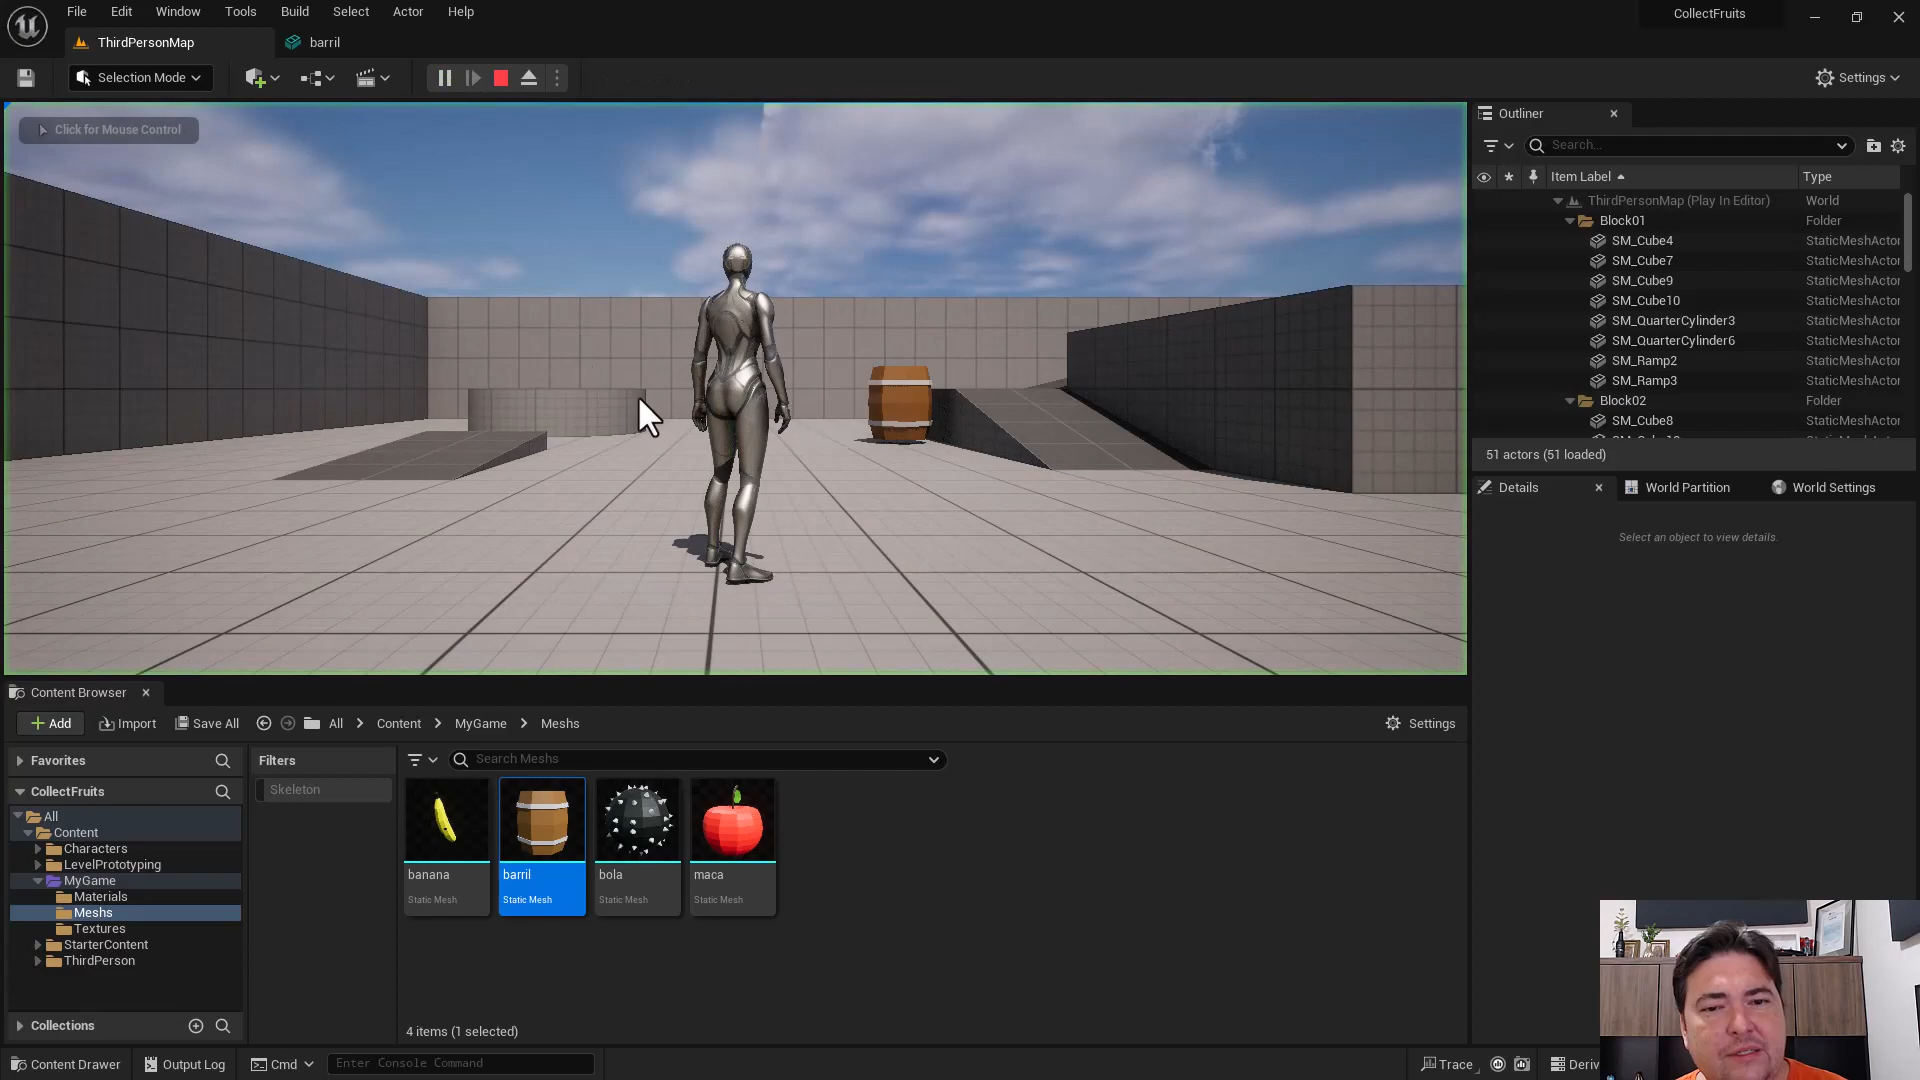 File Edit Window Tools Build Select Actor Help
CollectFruits
ThirdPersonMap
barril
Selection Mode
Settings
Click for Mouse Control
Outliner
Search...
Item Label
Type
ThirdPersonMap (Play In Editor) World
Block01 Folder
SM_Cube4 StaticMeshActor
SM_Cube7 StaticMeshActor
SM_Cube9 StaticMeshActor
SM_Cube10 StaticMeshActor
SM_QuarterCylinder3 StaticMeshActor
SM_QuarterCylinder6 StaticMeshActor
SM_Ramp2 StaticMeshActor
SM_Ramp3 StaticMeshActor
Block02 Folder
SM_Cube8 StaticMeshActor
51 actors (51 loaded)
Details
World Partition
World Settings
Select an object to view details.
Content Browser
Add
Import
Save All
All > Content > MyGame > Meshs
Settings
Favorites
CollectFruits
All
Content
Characters
LevelPrototyping
MyGame
Materials
Meshs
Textures
StarterContent
ThirdPerson
Collections
Filters
Skeleton
Search Meshs
banana
Static Mesh
barril
Static Mesh
bola
Static Mesh
maca
Static Mesh
4 items (1 selected)
Content Drawer
Output Log
Cmd
Enter Console Command
Trace
Deriv